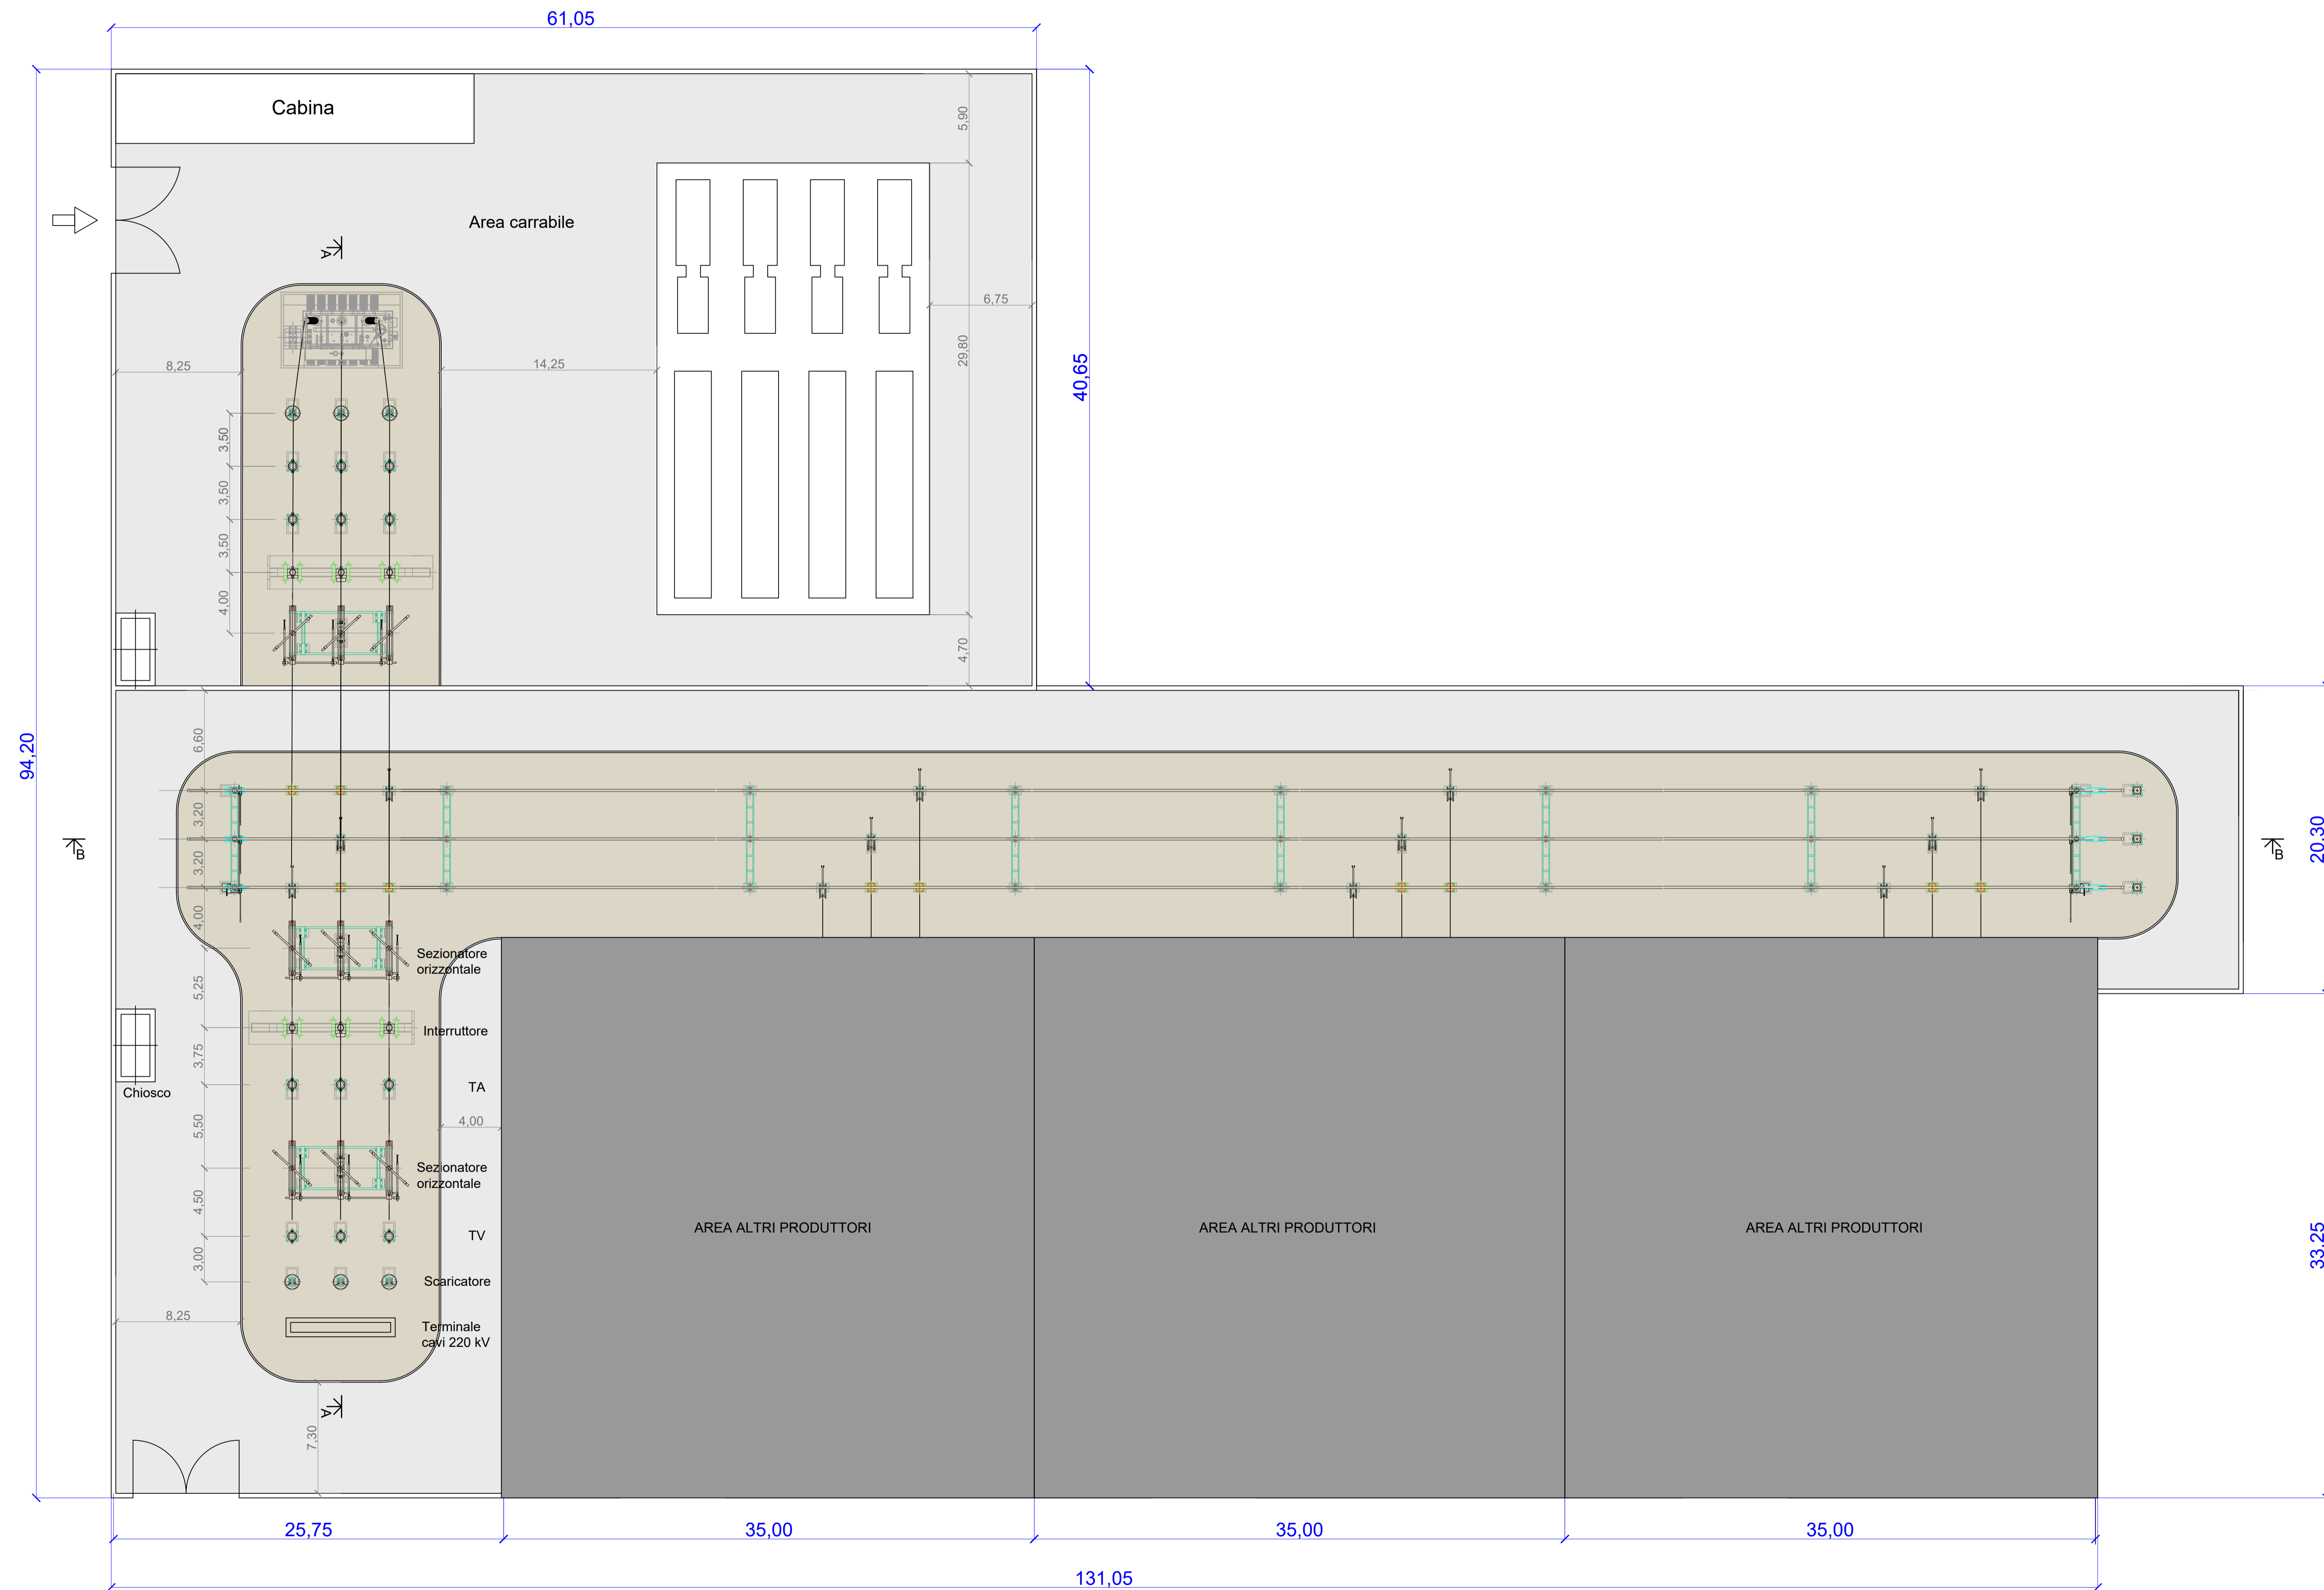 61,05
Cabina
5,90
Area carrabile
A
6,75
29,80
8,25
14,25
40,65
3,50
3,50
3,50
4,00
4,70
94,20
6,60
3,20
3,20
B
B
20,30
4,00
Sezionatore
orizzontale
5,25
Interruttore
3,75
TA
Chiosco
4,00
5,50
Sezionatore
orizzontale
4,50
TV
AREA ALTRI PRODUTTORI
AREA ALTRI PRODUTTORI
AREA ALTRI PRODUTTORI
33,25
3,00
Scaricatore
8,25
Terminale
cavi 220 kV
A
7,30
25,75
35,00
35,00
35,00
131,05